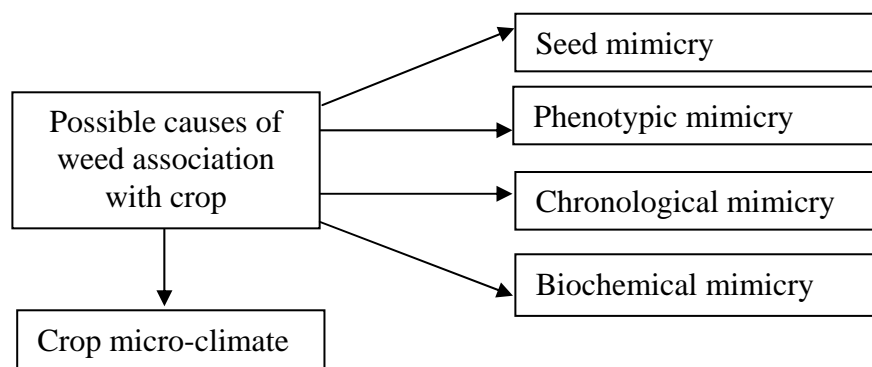 Seed mimicry
Possible causes of
weed association
with crop
Phenotypic mimicry
Chronological mimicry
Biochemical mimicry
Crop micro-climate